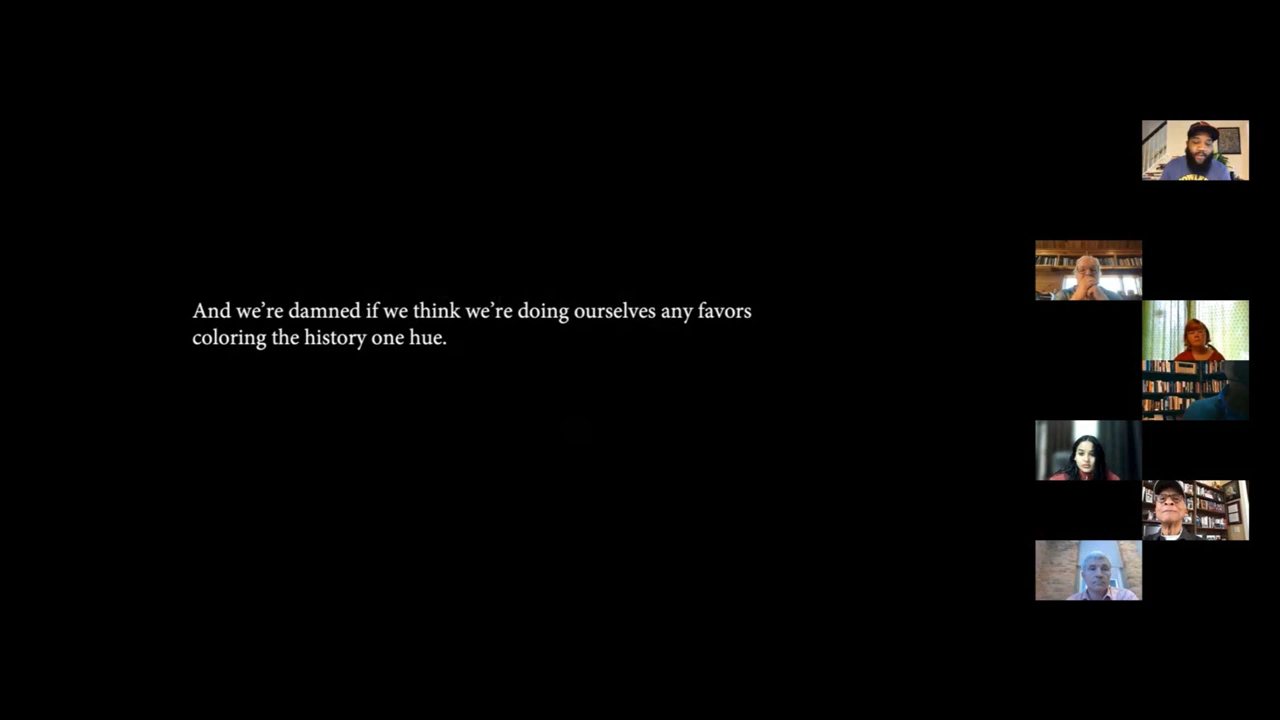 And we’re damned if we think we’re doing ourselves any favors
coloring the history one hue.